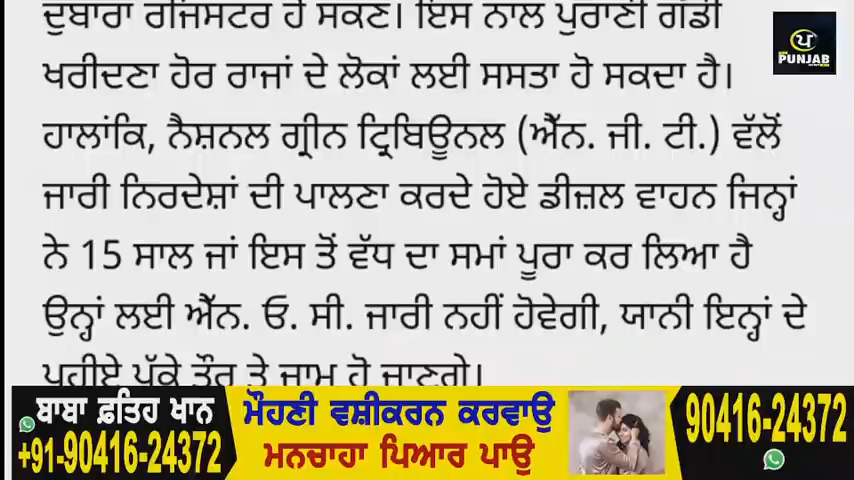 ਦੁਬਾਰਾ ਰਜਿਸਟਰ ਹੋ ਸਕਣ। ਇਸ ਨਾਲ ਪੁਰਾਣੀ ਗੱਡੀ
ਖਰੀਦਣਾ ਹੋਰ ਰਾਜਾਂ ਦੇ ਲੋਕਾਂ ਲਈ ਸਸਤਾ ਹੋ ਸਕਦਾ ਹੈ।
ਹਾਲਾਂਕਿ, ਨੈਸ਼ਨਲ ਗ੍ਰੀਨ ਟ੍ਰਿਬਿਊਨਲ (ਐੱਨ. ਜੀ. ਟੀ.) ਵੱਲੋਂ
ਜਾਰੀ ਨਿਰਦੇਸ਼ਾਂ ਦੀ ਪਾਲਣਾ ਕਰਦੇ ਹੋਏ ਡੀਜ਼ਲ ਵਾਹਨ ਜਿਨ੍ਹਾਂ
ਨੇ 15 ਸਾਲ ਜਾਂ ਇਸ ਤੋਂ ਵੱਧ ਦਾ ਸਮਾਂ ਪੂਰਾ ਕਰ ਲਿਆ ਹੈ
ਉਨ੍ਹਾਂ ਲਈ ਐੱਨ. ਓ. ਸੀ. ਜਾਰੀ ਨਹੀਂ ਹੋਵੇਗੀ, ਯਾਨੀ ਇਨ੍ਹਾਂ ਦੇ
ਪਹੀਏ ਪੱਕੇ ਤੌਰ ਤੇ ਜਾਮ ਹੋ ਜਾਣਗੇ।
ਪ
PUNJAB
ਬਾਬਾ ਫ਼ਤਿਹ ਖਾਨ
+91-90416-24372
ਮੌਹਣੀ ਵਸ਼ੀਕਰਨ ਕਰਵਾਉ
ਮਨਚਾਹਾ ਪਿਆਰ ਪਾਉ
90416-24372